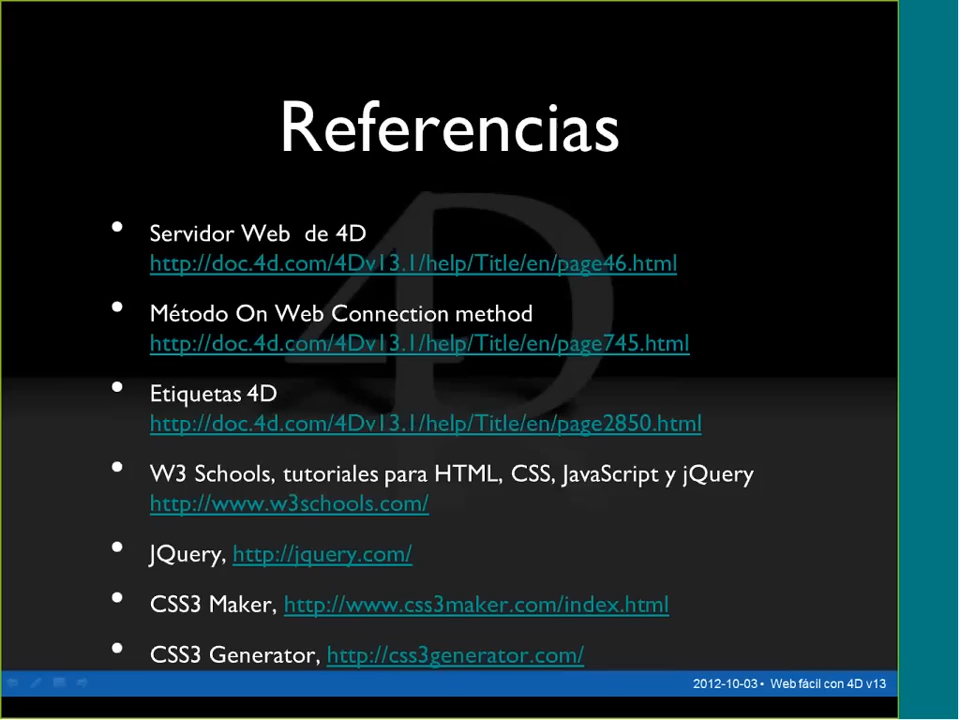 Referencias
• Servidor Web de 4D
http://doc.4d.com/4Dv13.1/help/Title/en/page46.html
• Método On Web Connection method
http://doc.4d.com/4Dv13.1/help/Title/en/page745.html
• Etiquetas 4D
http://doc.4d.com/4Dv13.1/help/Title/en/page2850.html
• W3 Schools, tutoriales para HTML, CSS, JavaScript y jQuery
http://www.w3schools.com/
• JQuery, http://jquery.com/
• CSS3 Maker, http://www.css3maker.com/index.html
• CSS3 Generator, http://css3generator.com/
2012-10-03 • Web fácil con 4D v13
4D